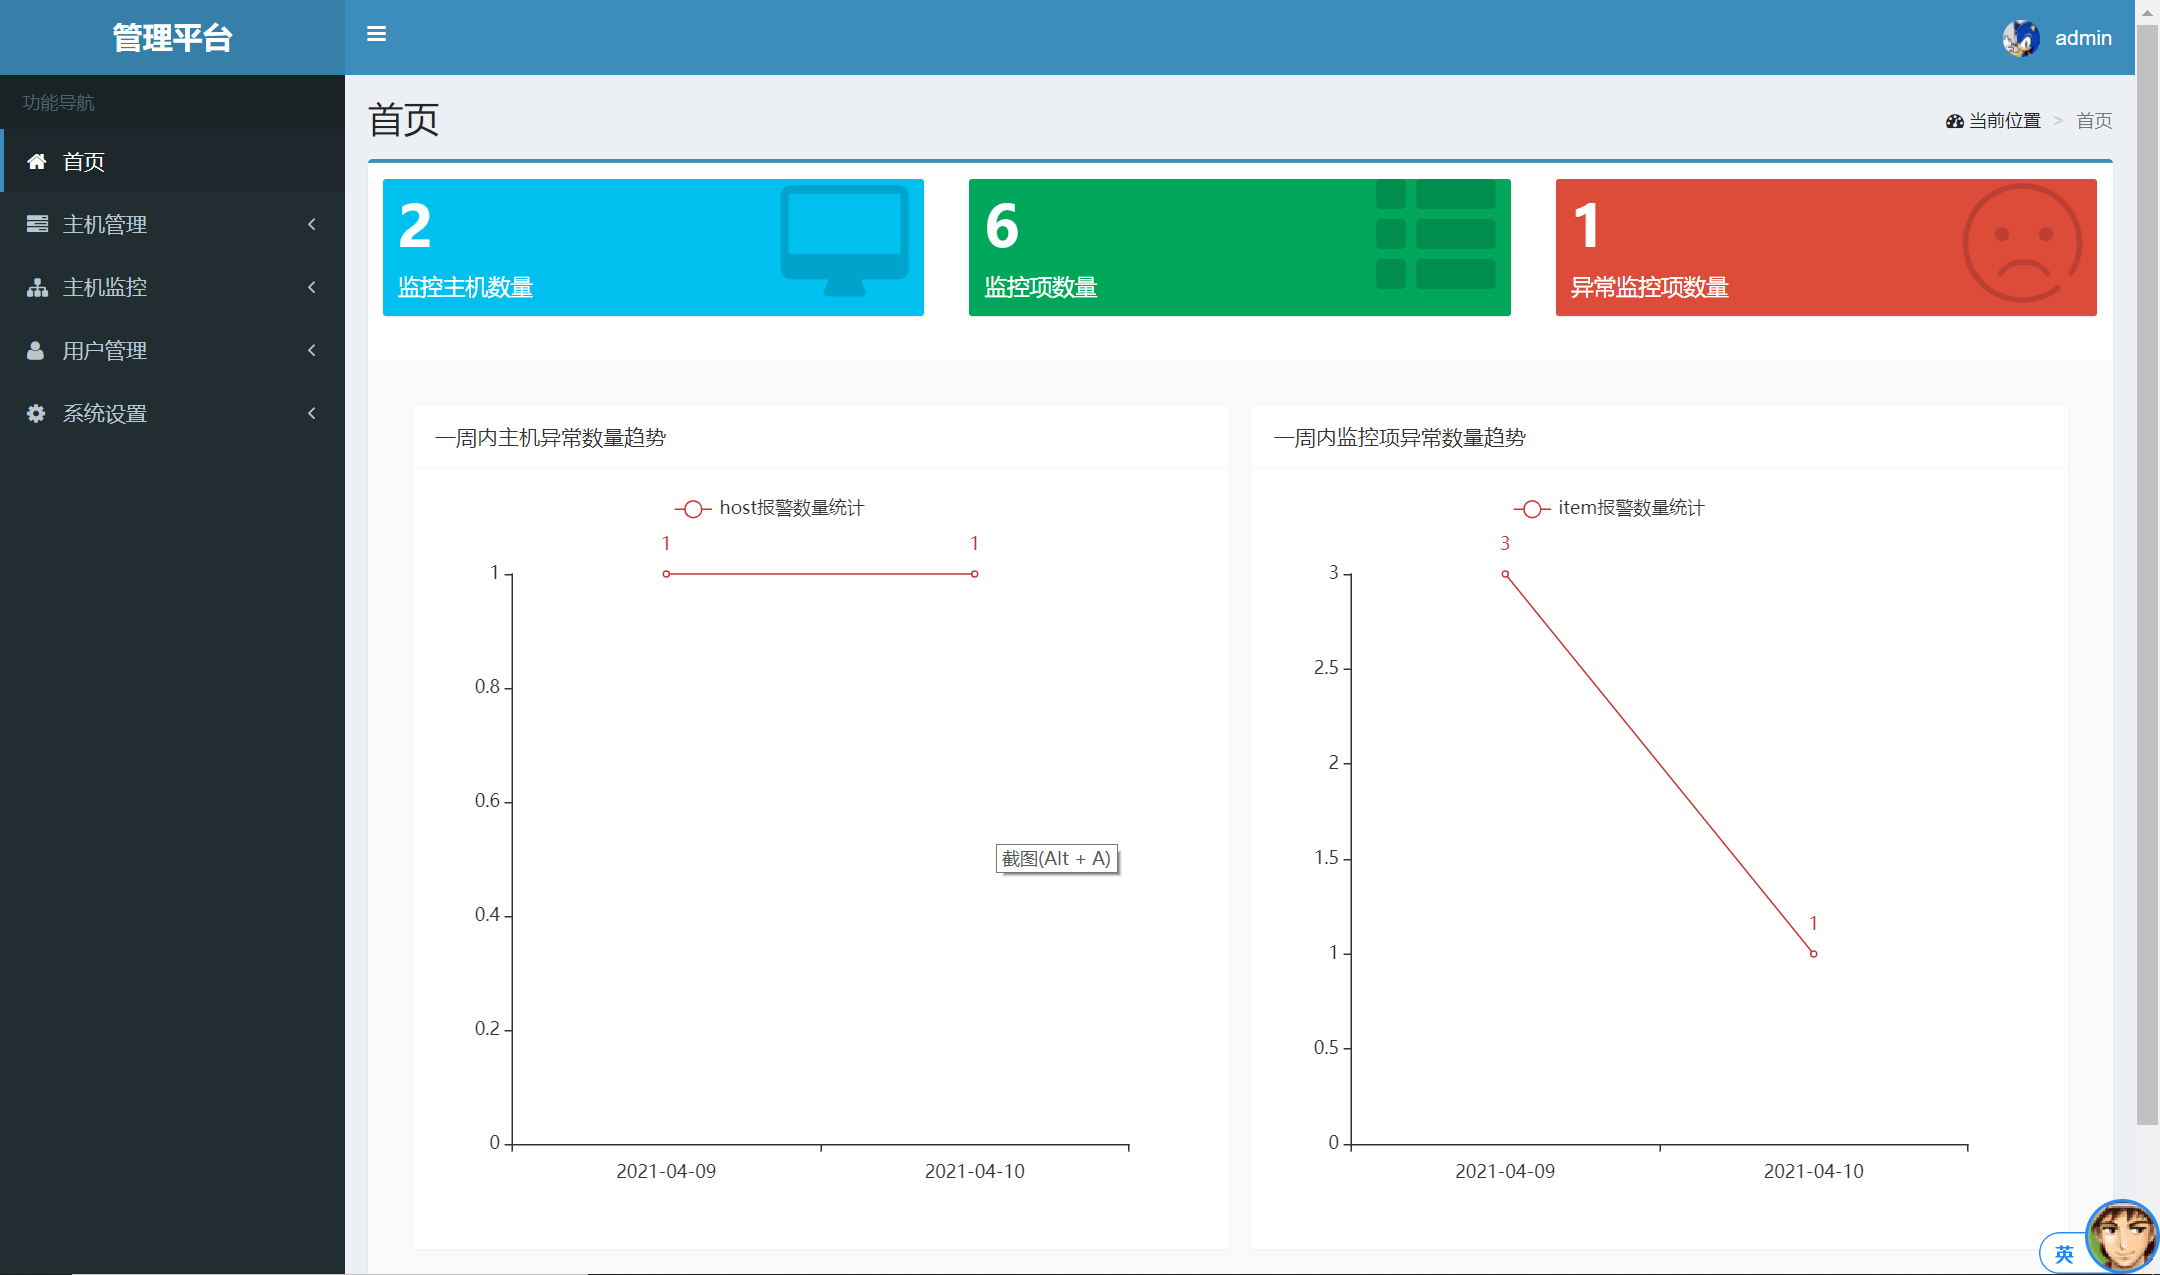 管理平台
admin
功能导航
首页
主机管理
主机监控
用户管理
系统设置
首页
当前位置 > 首页
2
监控主机数量
6
监控项数量
1
异常监控项数量
一周内主机异常数量趋势
host报警数量统计
1 1
1
0.8
0.6
0.4
0.2
0
2021-04-09 2021-04-10
截图(Alt + A)
一周内监控项异常数量趋势
item报警数量统计
3
3
2.5
2
1.5
1
1
0.5
0
2021-04-09 2021-04-10
英